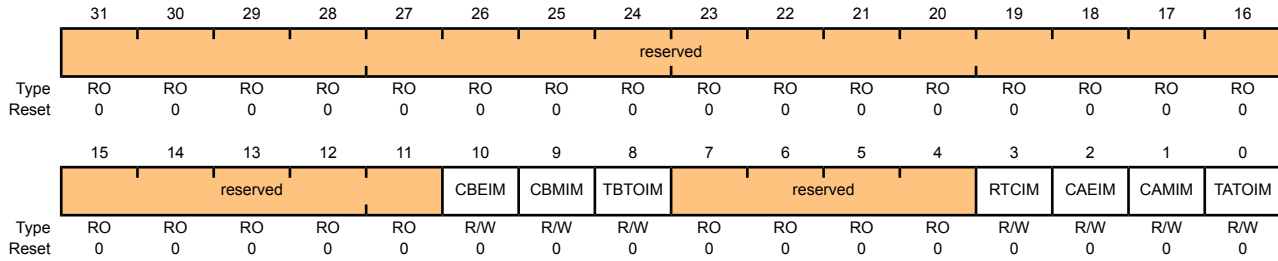 31 30 29 28 27 26 25 24 23 22 21 20 19 18 17 16
reserved
Type RO RO RO RO RO RO RO RO RO RO RO RO RO RO RO RO
Reset 0 0 0 0 0 0 0 0 0 0 0 0 0 0 0 0
15 14 13 12 11 10 9 8 7 6 5 4 3 2 1 0
reserved CBEIM CBMIM TBTOIM reserved RTCIM CAEIM CAMIM TATOIM
Type RO RO RO RO RO R/W R/W R/W RO RO RO RO R/W R/W R/W R/W
Reset 0 0 0 0 0 0 0 0 0 0 0 0 0 0 0 0